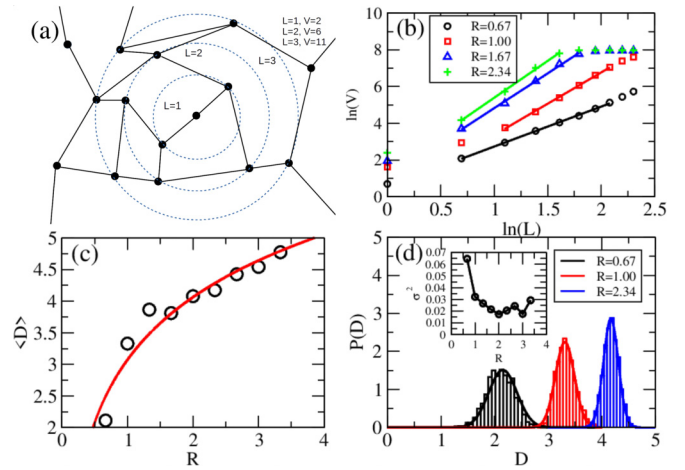 (a)
L=1, V=2
L=2, V=6
L=3, V=11
L=2
L=3
L=1
(b)
R=0.67
R=1.00
R=1.67
R=2.34
ln(V)
10
8
6
4
2
0
0
0.5
1
1.5
2
2.5
ln(L)
(c)
<D>
5
4.5
4
3.5
3
2.5
2
0
1
2
3
4
R
(d)
R=0.67
R=1.00
R=2.34
P(D)
5
4
3
2
1
0
0
1
2
3
4
5
D
σ²
0.07
0.06
0.04
0.03
0.01
0.00
0
1
2
3
4
R